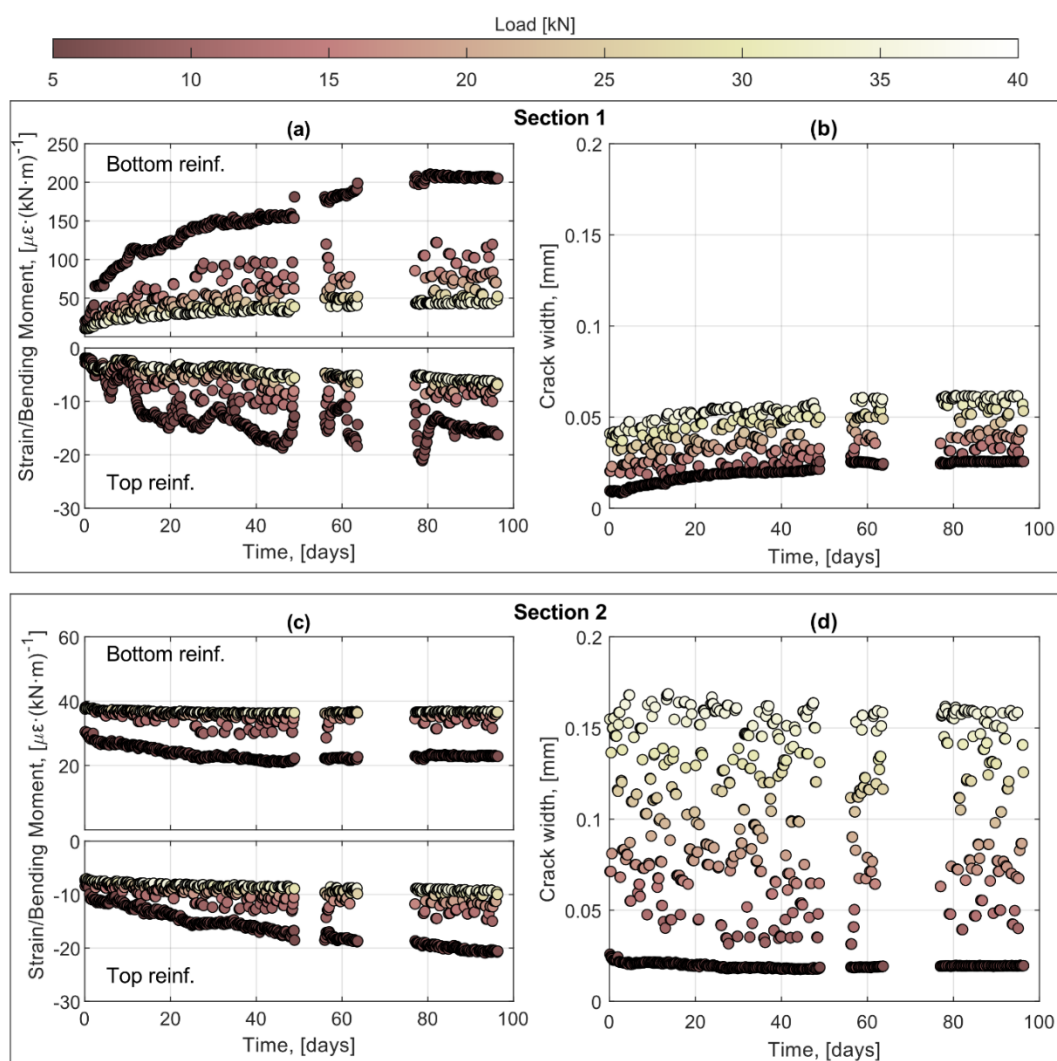 Load [kN]
5 10 15 20 25 30 35 40
Section 1
(a) (b)
Strain/Bending Moment, [µε·(kN·m)⁻¹]
250
200
150
100
50
Bottom reinf.
0
-10
-20
-30
Top reinf.
0 20 40 60 80 100
Time, [days]
Crack width, [mm]
0.2
0.15
0.1
0.05
0
0 20 40 60 80 100
Time, [days]
Section 2
(c) (d)
Strain/Bending Moment, [µε·(kN·m)⁻¹]
60
40
20
Bottom reinf.
0
-10
-20
-30
Top reinf.
0 20 40 60 80 100
Time, [days]
Crack width, [mm]
0.2
0.15
0.1
0.05
0
0 20 40 60 80 100
Time, [days]